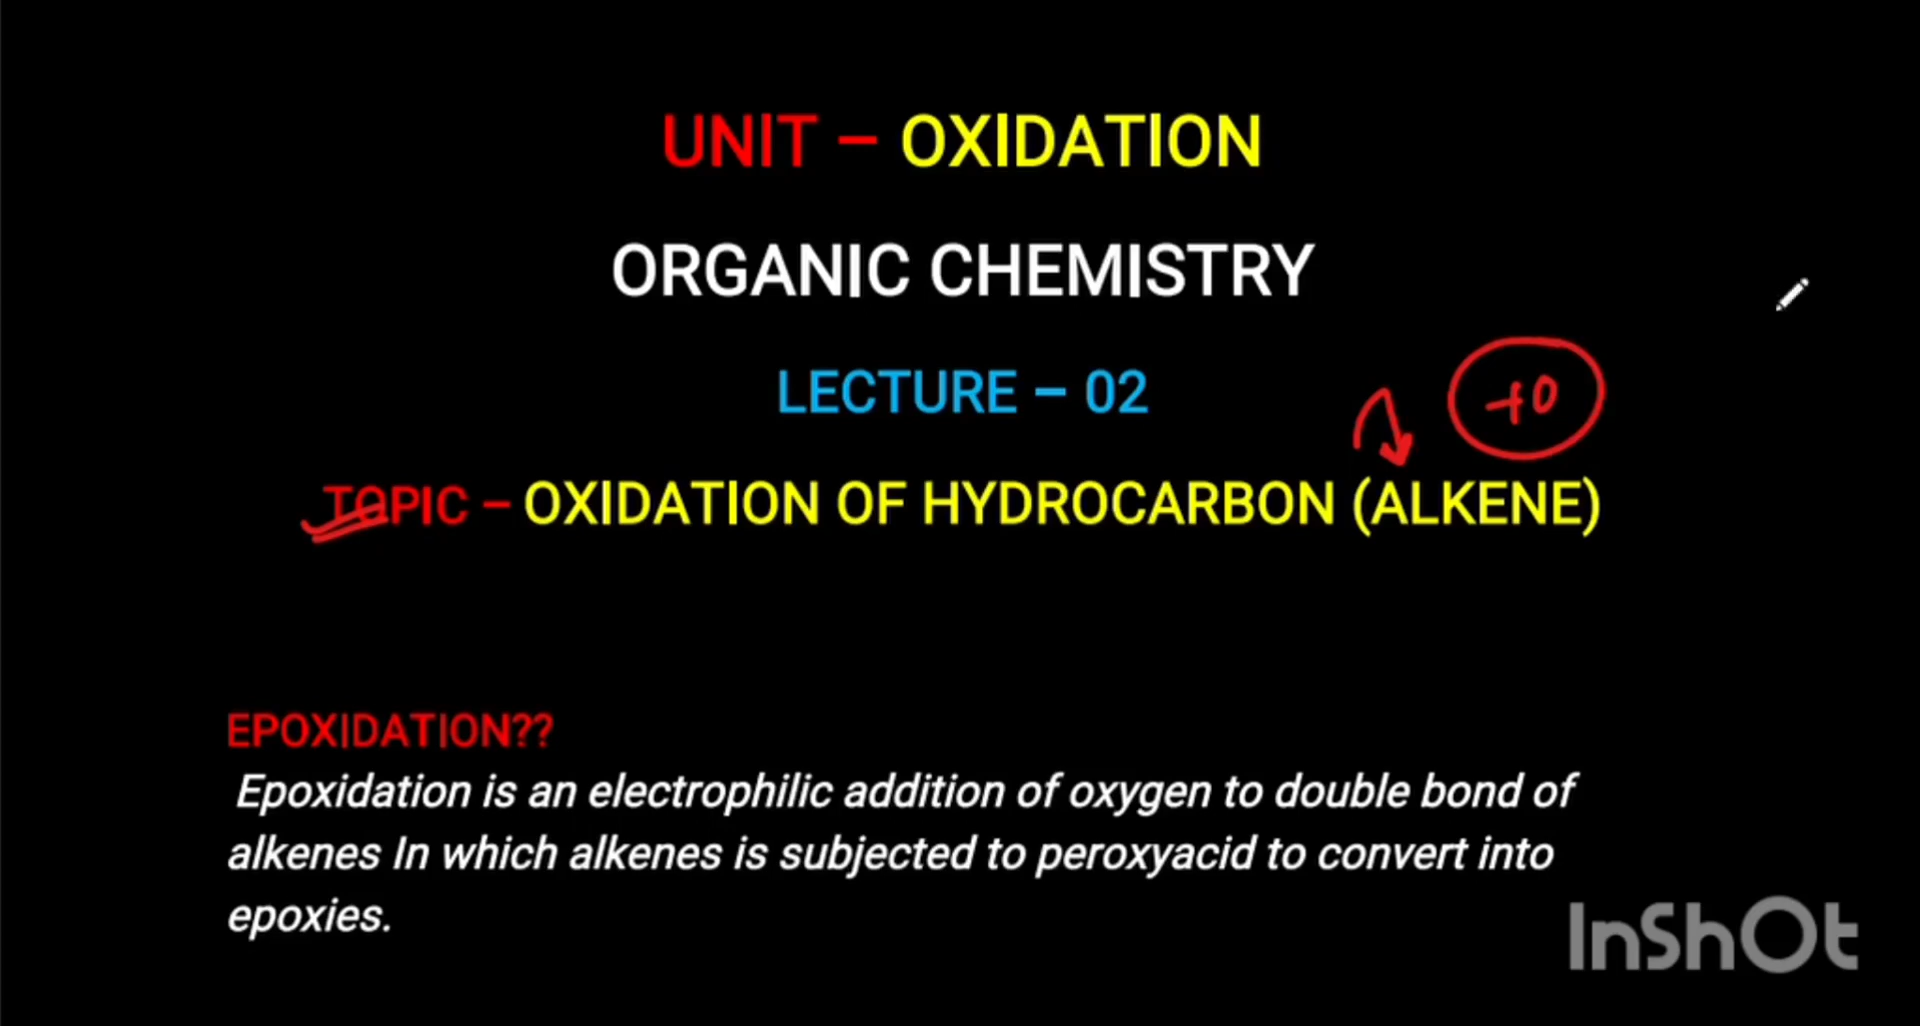 UNIT – OXIDATION
ORGANIC CHEMISTRY
LECTURE – 02
+0
TOPIC – OXIDATION OF HYDROCARBON (ALKENE)
EPOXIDATION??
Epoxidation is an electrophilic addition of oxygen to double bond of
alkenes In which alkenes is subjected to peroxyacid to convert into
epoxies.
InShOt